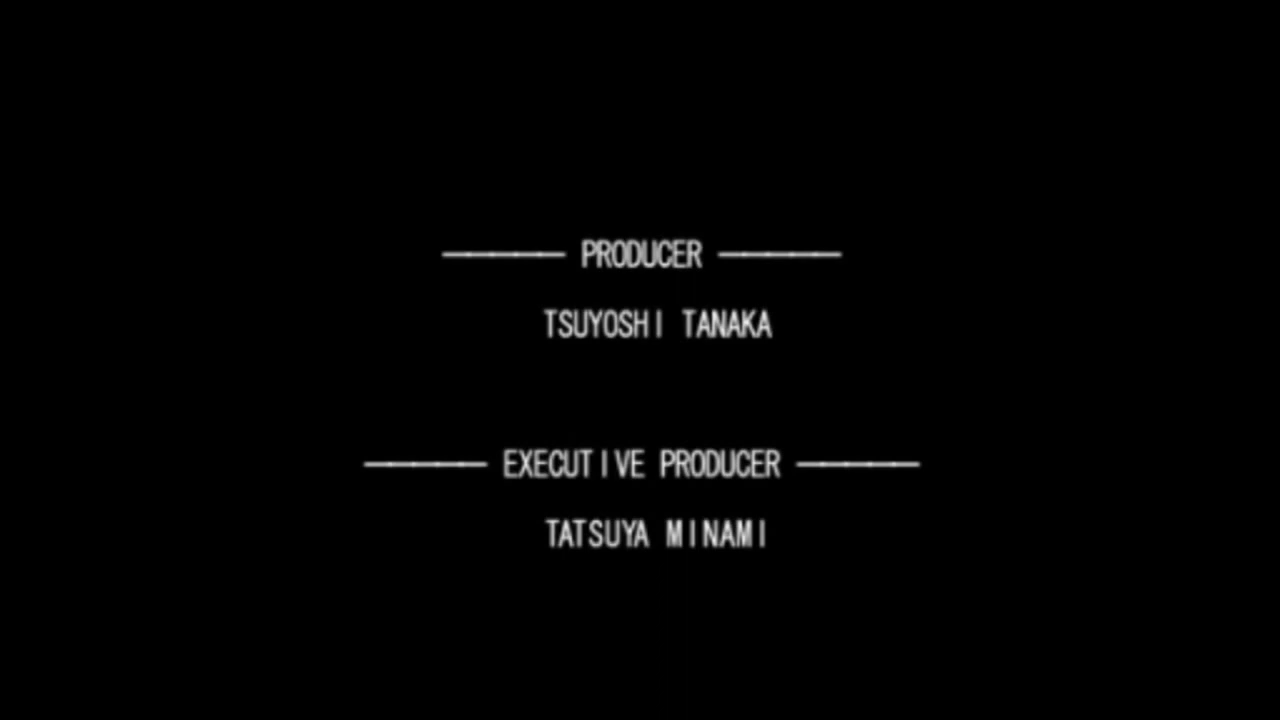 ────── PRODUCER ──────
TSUYOSHI TANAKA
────── EXECUTIVE PRODUCER ──────
TATSUYA MINAMI